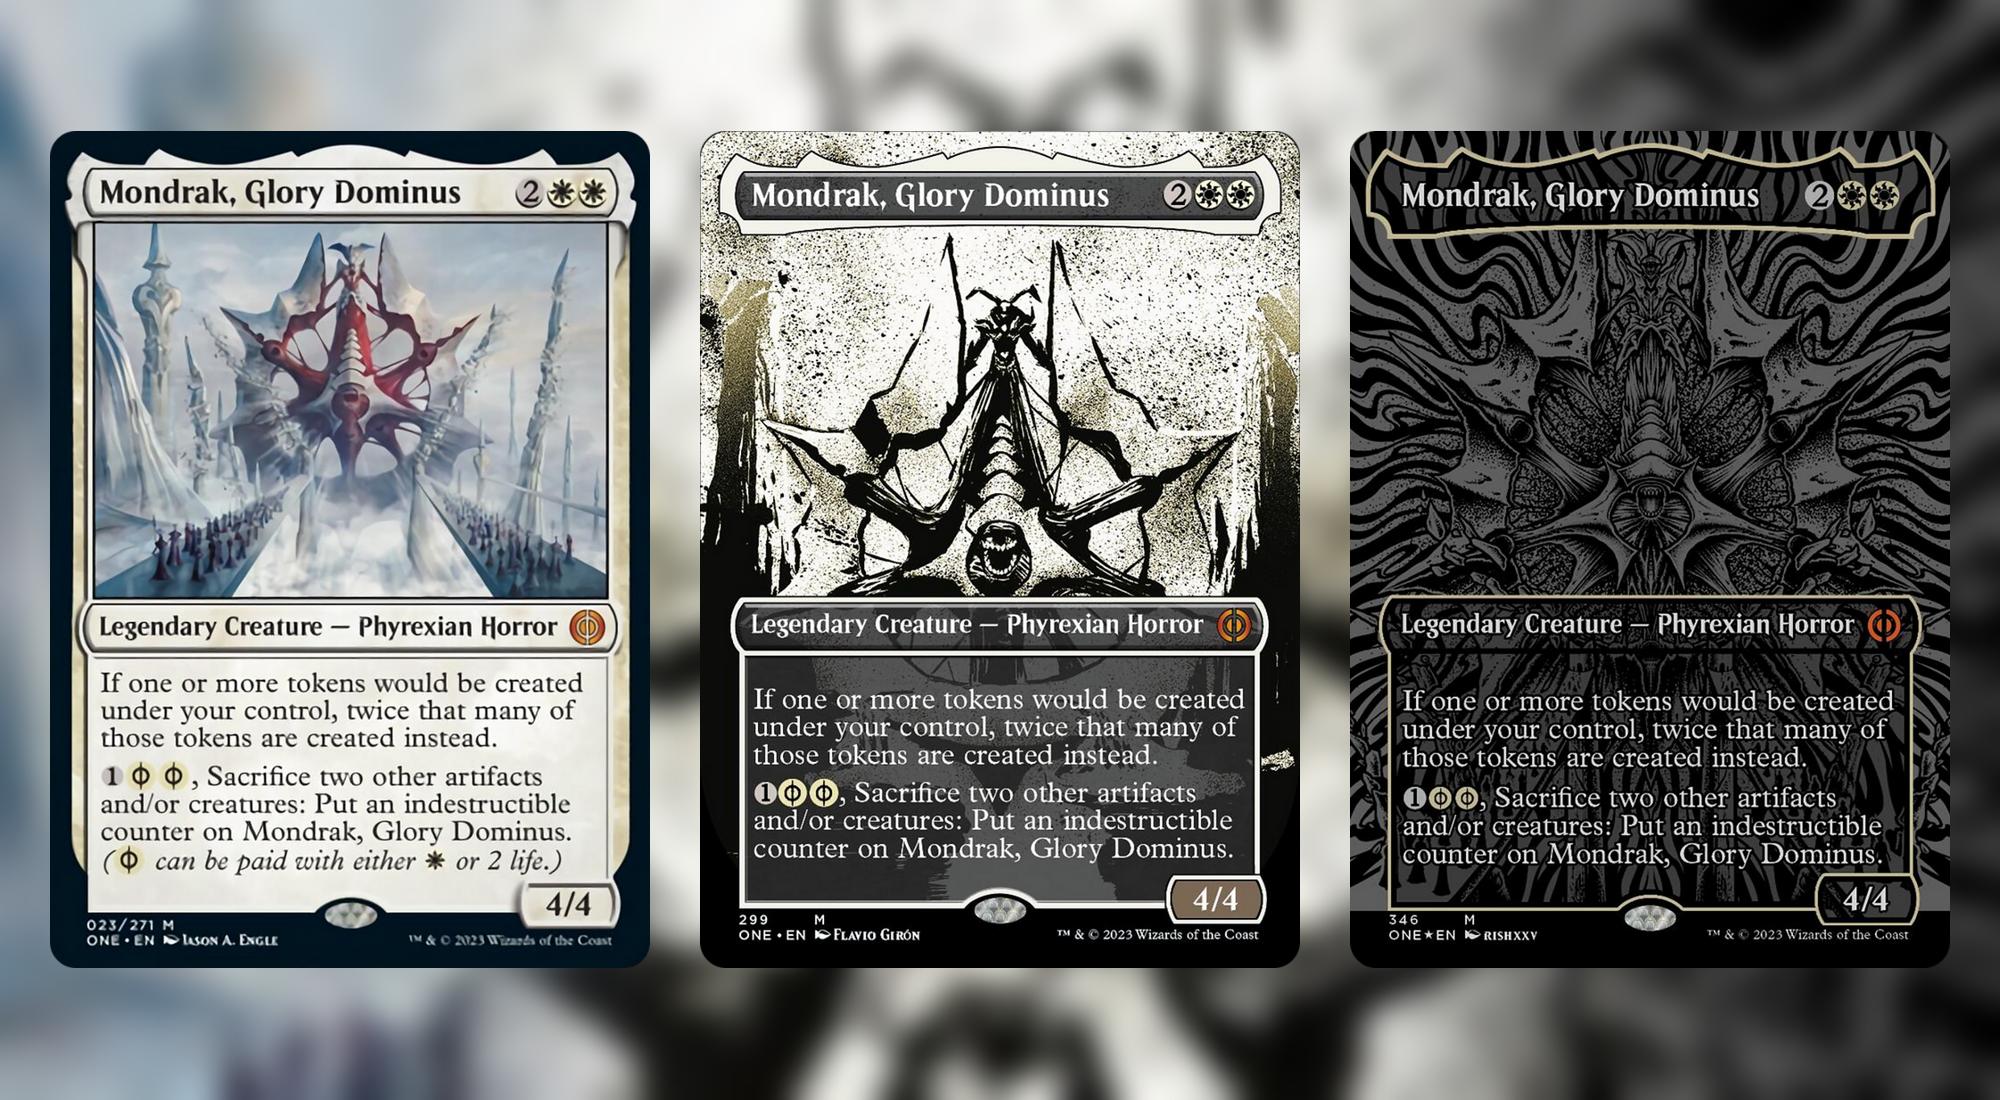 Mondrak, Glory Dominus 2
Legendary Creature — Phyrexian Horror
If one or more tokens would be created
under your control, twice that many of
those tokens are created instead.
1 , Sacrifice two other artifacts
and/or creatures: Put an indestructible
counter on Mondrak, Glory Dominus.
( can be paid with either or 2 life.)
4/4
023/271 M
ONE • EN Jason A. Engle
™ & © 2023 Wizards of the Coast
Mondrak, Glory Dominus 2
Legendary Creature — Phyrexian Horror
If one or more tokens would be created
under your control, twice that many of
those tokens are created instead.
1 , Sacrifice two other artifacts
and/or creatures: Put an indestructible
counter on Mondrak, Glory Dominus.
4/4
299 M
ONE • EN Flavio Girón
™ & © 2023 Wizards of the Coast
Mondrak, Glory Dominus 2
Legendary Creature — Phyrexian Horror
If one or more tokens would be created
under your control, twice that many of
those tokens are created instead.
1 , Sacrifice two other artifacts
and/or creatures: Put an indestructible
counter on Mondrak, Glory Dominus.
4/4
346 M
ONE★EN RISHXXV
™ & © 2023 Wizards of the Coast